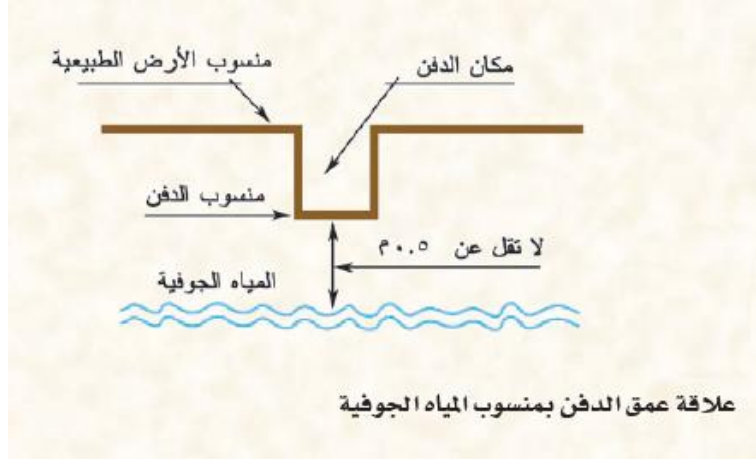 مكان الدفن
منسوب الأرض الطبيعية
منسوب الدفن
لا تقل عن ٠.٥م
المياه الجوفية
علاقة عمق الدفن بمنسوب المياه الجوفية